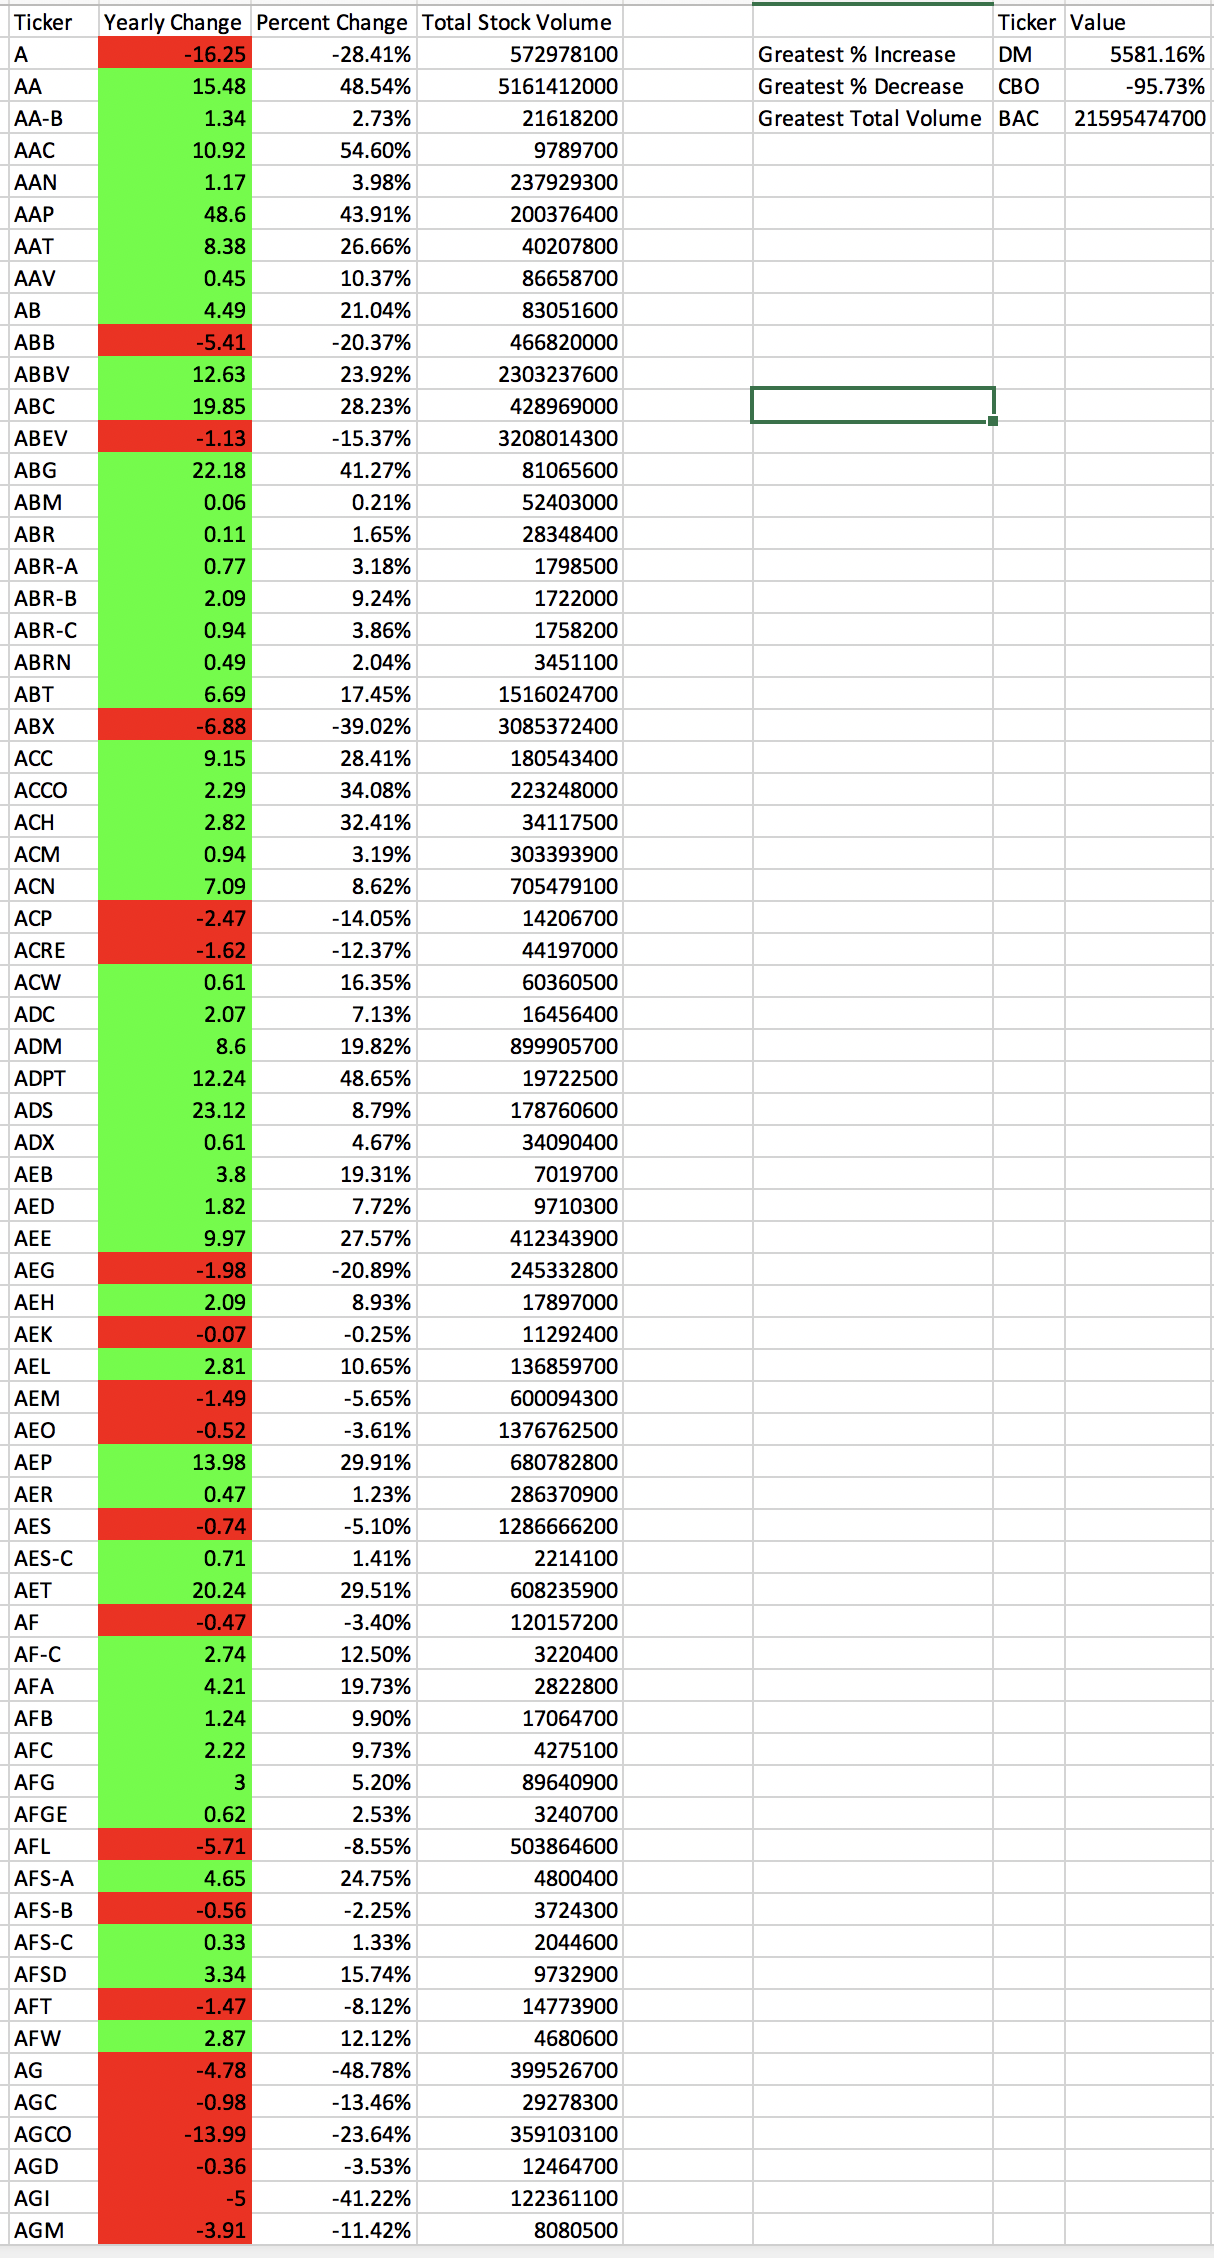 Ticker Yearly Change Percent Change Total Stock Volume Ticker Value
A -16.25 -28.41% 572978100 Greatest % Increase DM 5581.16%
AA 15.48 48.54% 5161412000 Greatest % Decrease CBO -95.73%
AA-B 1.34 2.73% 21618200 Greatest Total Volume BAC 21595474700
AAC 10.92 54.60% 9789700
AAN 1.17 3.98% 237929300
AAP 48.6 43.91% 200376400
AAT 8.38 26.66% 40207800
AAV 0.45 10.37% 86658700
AB 4.49 21.04% 83051600
ABB -5.41 -20.37% 466820000
ABBV 12.63 23.92% 2303237600
ABC 19.85 28.23% 428969000
ABEV -1.13 -15.37% 3208014300
ABG 22.18 41.27% 81065600
ABM 0.06 0.21% 52403000
ABR 0.11 1.65% 28348400
ABR-A 0.77 3.18% 1798500
ABR-B 2.09 9.24% 1722000
ABR-C 0.94 3.86% 1758200
ABRN 0.49 2.04% 3451100
ABT 6.69 17.45% 1516024700
ABX -6.88 -39.02% 3085372400
ACC 9.15 28.41% 180543400
ACCO 2.29 34.08% 223248000
ACH 2.82 32.41% 34117500
ACM 0.94 3.19% 303393900
ACN 7.09 8.62% 705479100
ACP -2.47 -14.05% 14206700
ACRE -1.62 -12.37% 44197000
ACW 0.61 16.35% 60360500
ADC 2.07 7.13% 16456400
ADM 8.6 19.82% 899905700
ADPT 12.24 48.65% 19722500
ADS 23.12 8.79% 178760600
ADX 0.61 4.67% 34090400
AEB 3.8 19.31% 7019700
AED 1.82 7.72% 9710300
AEE 9.97 27.57% 412343900
AEG -1.98 -20.89% 245332800
AEH 2.09 8.93% 17897000
AEK -0.07 -0.25% 11292400
AEL 2.81 10.65% 136859700
AEM -1.49 -5.65% 600094300
AEO -0.52 -3.61% 1376762500
AEP 13.98 29.91% 680782800
AER 0.47 1.23% 286370900
AES -0.74 -5.10% 1286666200
AES-C 0.71 1.41% 2214100
AET 20.24 29.51% 608235900
AF -0.47 -3.40% 120157200
AF-C 2.74 12.50% 3220400
AFA 4.21 19.73% 2822800
AFB 1.24 9.90% 17064700
AFC 2.22 9.73% 4275100
AFG 3 5.20% 89640900
AFGE 0.62 2.53% 3240700
AFL -5.71 -8.55% 503864600
AFS-A 4.65 24.75% 4800400
AFS-B -0.56 -2.25% 3724300
AFS-C 0.33 1.33% 2044600
AFSD 3.34 15.74% 9732900
AFT -1.47 -8.12% 14773900
AFW 2.87 12.12% 4680600
AG -4.78 -48.78% 399526700
AGC -0.98 -13.46% 29278300
AGCO -13.99 -23.64% 359103100
AGD -0.36 -3.53% 12464700
AGI -5 -41.22% 122361100
AGM -3.91 -11.42% 8080500